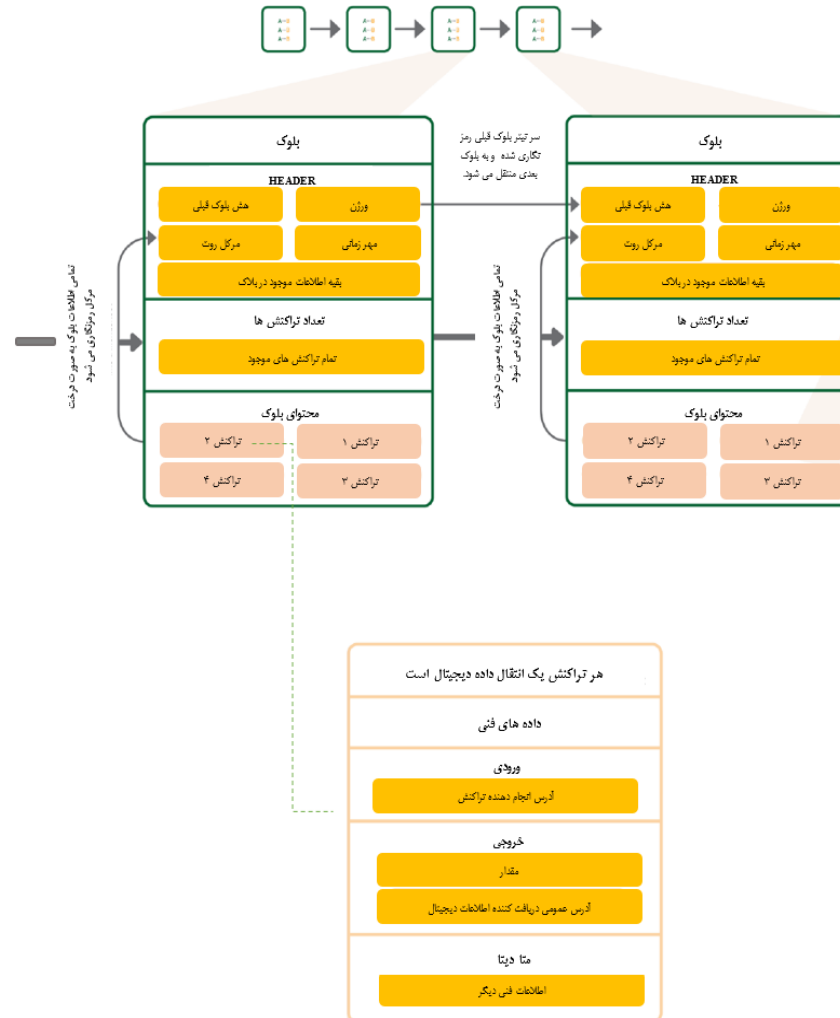 بلوک
HEADER
ورژن
هش بلوک قبلی
مهر زمانی
مرکل روت
بقیه اطلاعات موجود در بلاک
تعداد تراکنش ها
تمام تراکنش های موجود
محتوای بلوک
تراکنش ۱
تراکنش ۲
تراکنش ۳
تراکنش ۴
تمامی اطلاعات بلوک به صورت درخت
مرکل رمزنگاری می شود
سر تیتر بلوک قبلی رمز
نگاری شده و به بلوک
بعدی منتقل می شود.
بلوک
HEADER
ورژن
هش بلوک قبلی
مهر زمانی
مرکل روت
بقیه اطلاعات موجود در بلاک
تعداد تراکنش ها
تمام تراکنش های موجود
محتوای بلوک
تراکنش ۱
تراکنش ۲
تراکنش ۳
تراکنش ۴
تمامی اطلاعات بلوک به صورت درخت
مرکل رمزنگاری می شود
هر تراکنش یک انتقال داده دیجیتال است
داده های فنی
ورودی
آدرس انجام دهنده تراکنش
خروجی
مقدار
آدرس عمومی دریافت کننده اطلاعات دیجیتال
متا دیتا
اطلاعات فنی دیگر